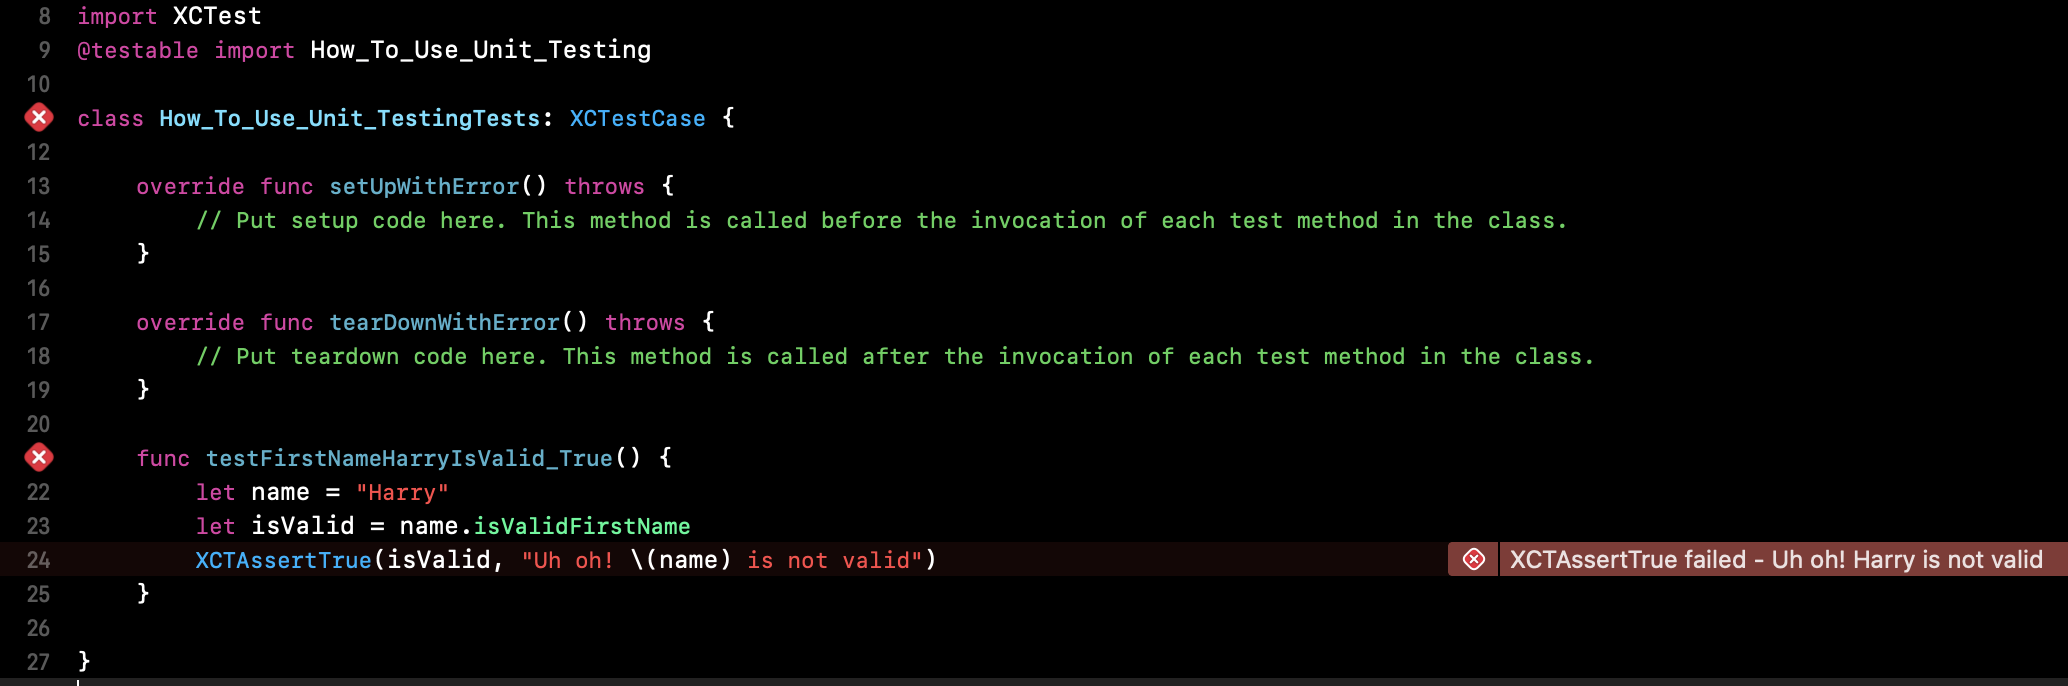 8 import XCTest
9 @testable import How_To_Use_Unit_Testing
10
class How_To_Use_Unit_TestingTests: XCTestCase {
12
13 override func setUpWithError() throws {
14 // Put setup code here. This method is called before the invocation of each test method in the class.
15 }
16
17 override func tearDownWithError() throws {
18 // Put teardown code here. This method is called after the invocation of each test method in the class.
19 }
20
func testFirstNameHarryIsValid_True() {
22 let name = "Harry"
23 let isValid = name.isValidFirstName
24 XCTAssertTrue(isValid, "Uh oh! \(name) is not valid") XCTAssertTrue failed - Uh oh! Harry is not valid
25 }
26
27 }